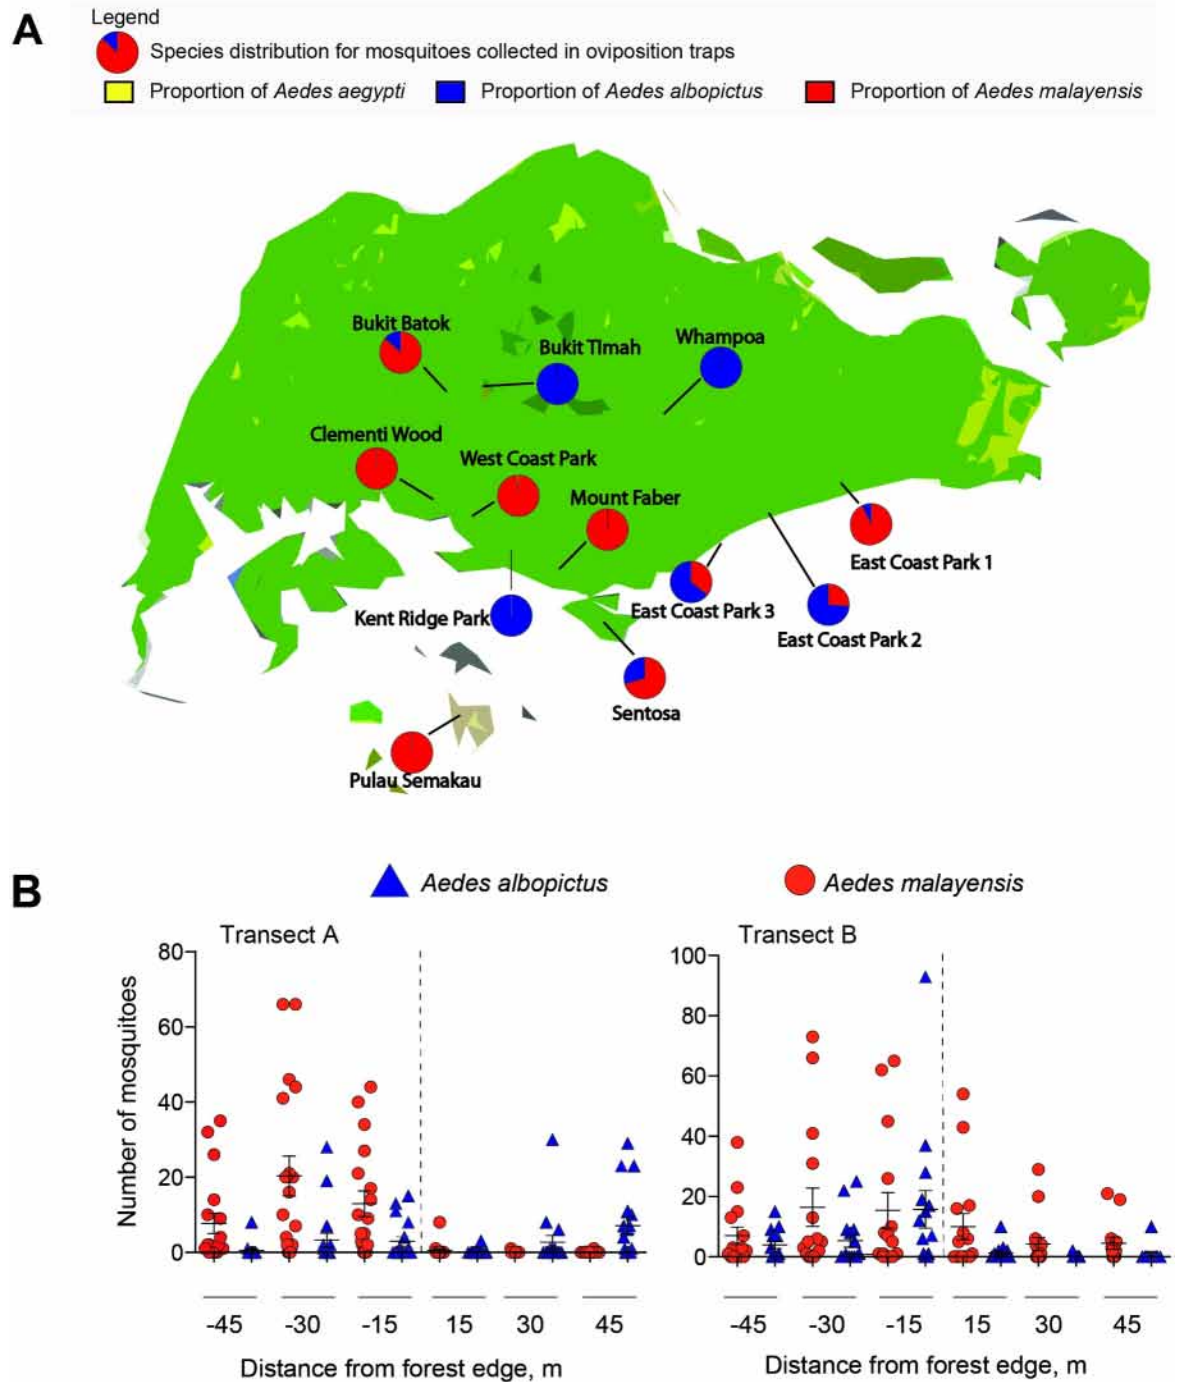 A
Legend
Species distribution for mosquitoes collected in oviposition traps
Proportion of Aedes aegypti
Proportion of Aedes albopictus
Proportion of Aedes malayensis
Bukit Batok
Bukit TImah
Whampoa
Clementi Wood
West Coast Park
Mount Faber
East Coast Park 1
Kent Ridge Park
East Coast Park 3
East Coast Park 2
Sentosa
Pulau Semakau
B
Aedes albopictus
Aedes malayensis
Transect A
Number of mosquitoes
80
60
40
20
0
-45 -30 -15 15 30 45
Distance from forest edge, m
Transect B
100
80
60
40
20
0
-45 -30 -15 15 30 45
Distance from forest edge, m